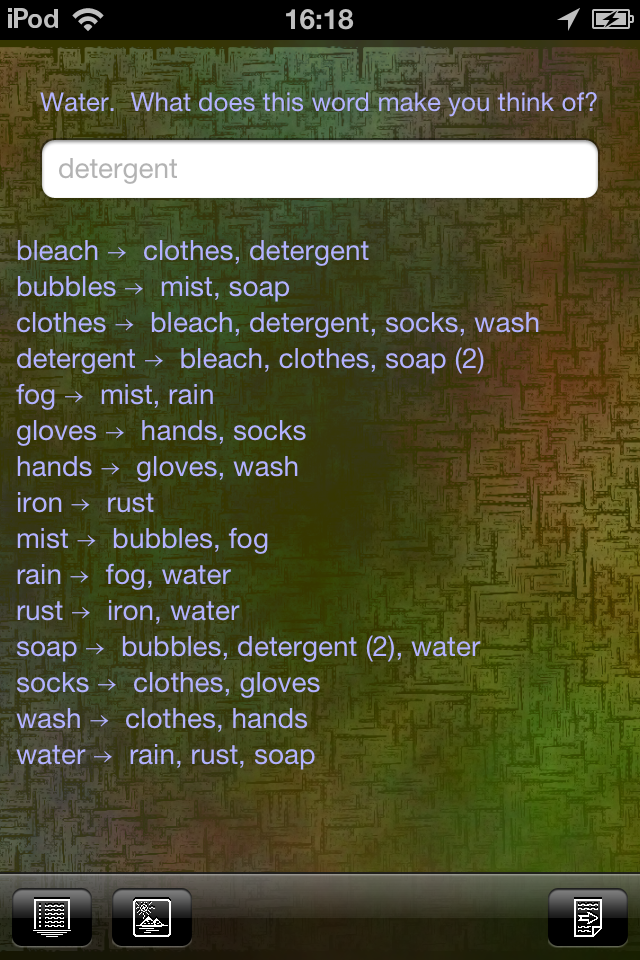 iPod 16:18
Water.  What does this word make you think of?
detergent
bleach →  clothes, detergent
bubbles →  mist, soap
clothes →  bleach, detergent, socks, wash
detergent →  bleach, clothes, soap (2)
fog →  mist, rain
gloves →  hands, socks
hands →  gloves, wash
iron →  rust
mist →  bubbles, fog
rain →  fog, water
rust →  iron, water
soap →  bubbles, detergent (2), water
socks →  clothes, gloves
wash →  clothes, hands
water →  rain, rust, soap